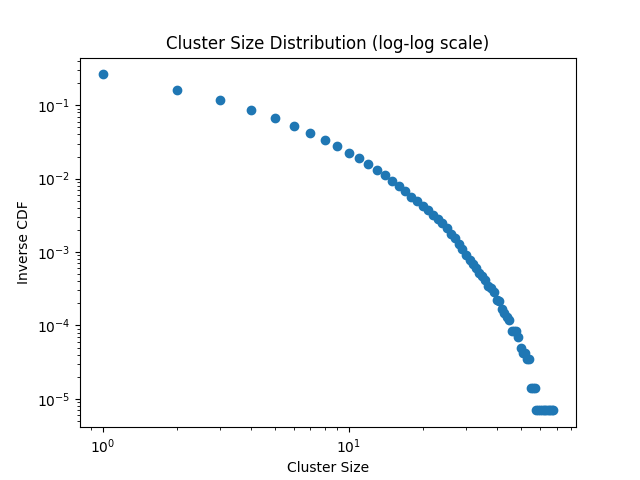 Cluster Size Distribution (log-log scale)
Inverse CDF
10⁻¹
10⁻²
10⁻³
10⁻⁴
10⁻⁵
10⁰ 10¹
Cluster Size